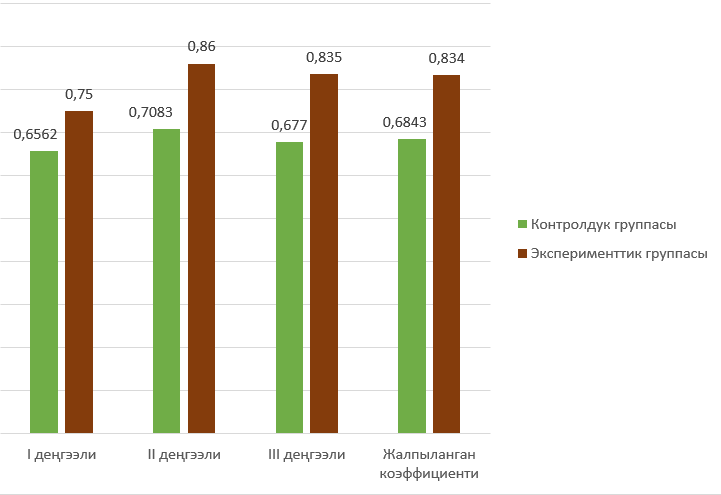 0,6562
0,75
0,7083
0,86
0,677
0,835
0,6843
0,834
I деңгээли
II деңгээли
III деңгээли
Жалпыланган
коэффициенти
Контролдук группасы
Эксперименттик группасы